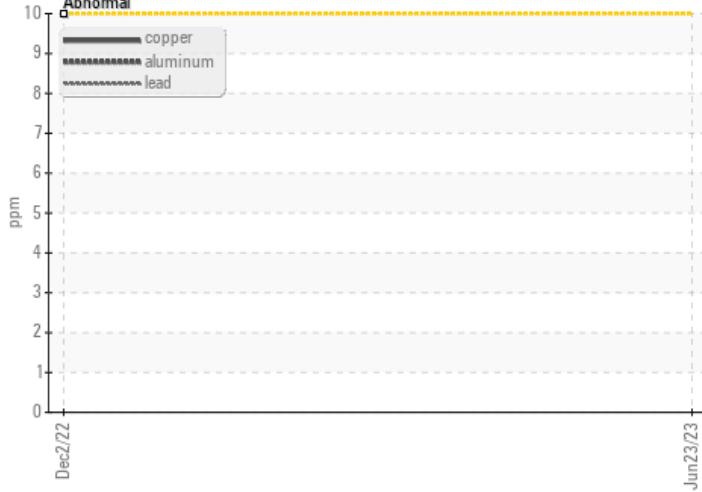 Abnormal
10
copper
9
aluminum
lead
8
7
6
ppm
5
4
3
2
1
0
Dec2/22
Jun23/23